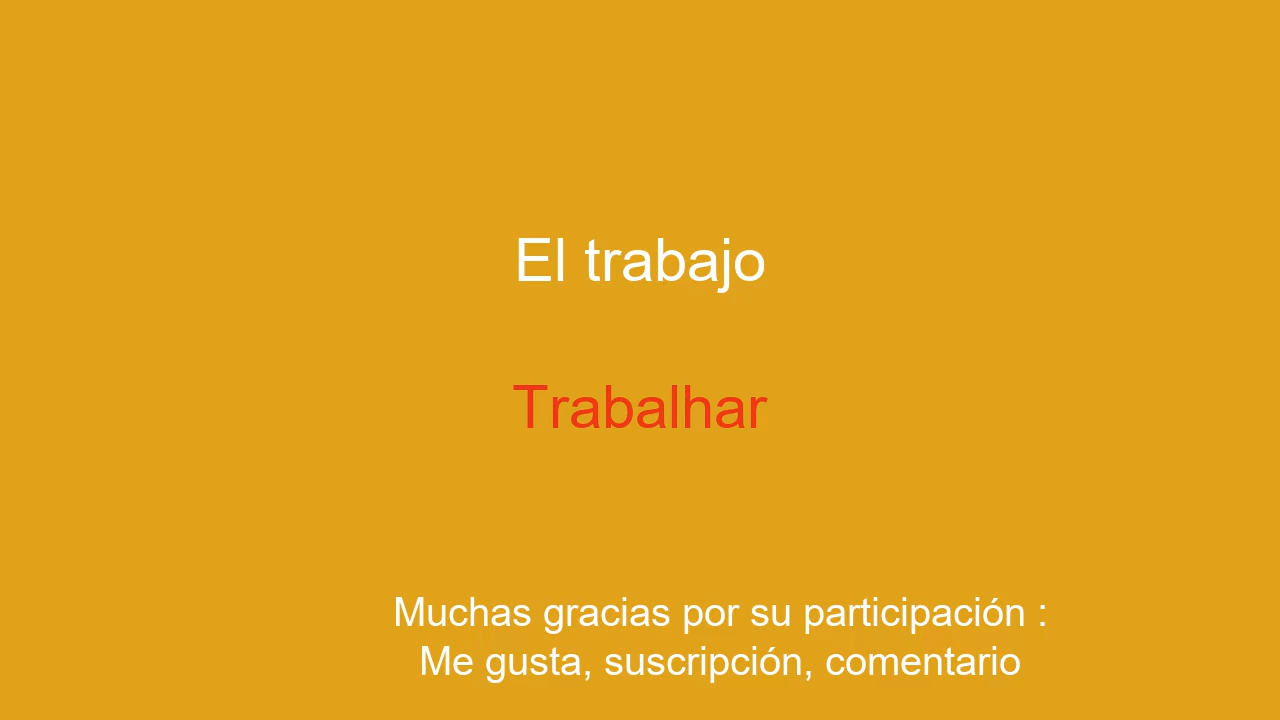 El trabajo
Trabalhar
Muchas gracias por su participación :
Me gusta, suscripción, comentario